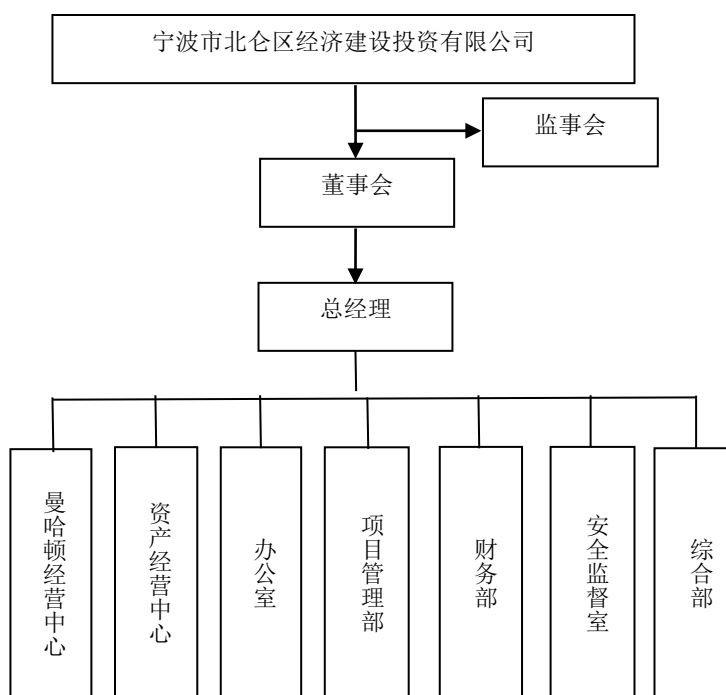 宁波市北仑区经济建设投资有限公司
监事会
董事会
总经理
曼哈顿经营中心
资产经营中心
办公室
项目管理部
财务部
安全监督室
综合部